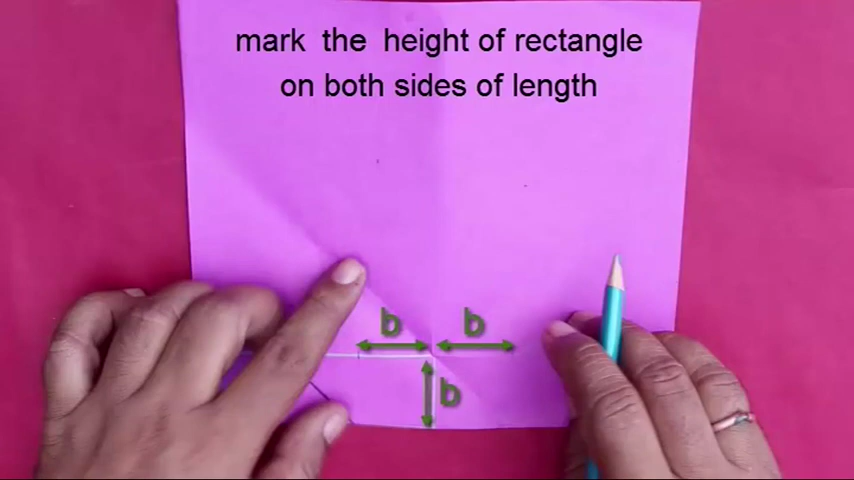 mark the height of rectangle
on both sides of length
b b
b